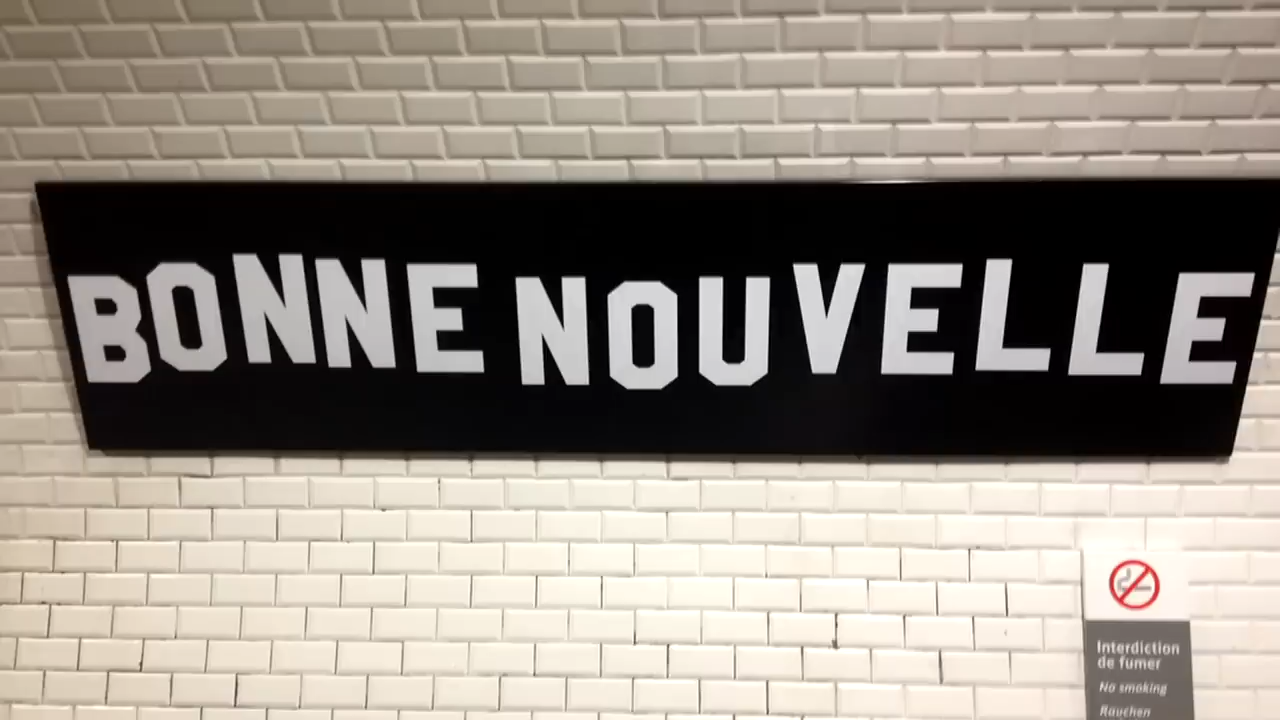 BONNE NOUVELLE
Interdiction
de fumer
No smoking
Rauchen